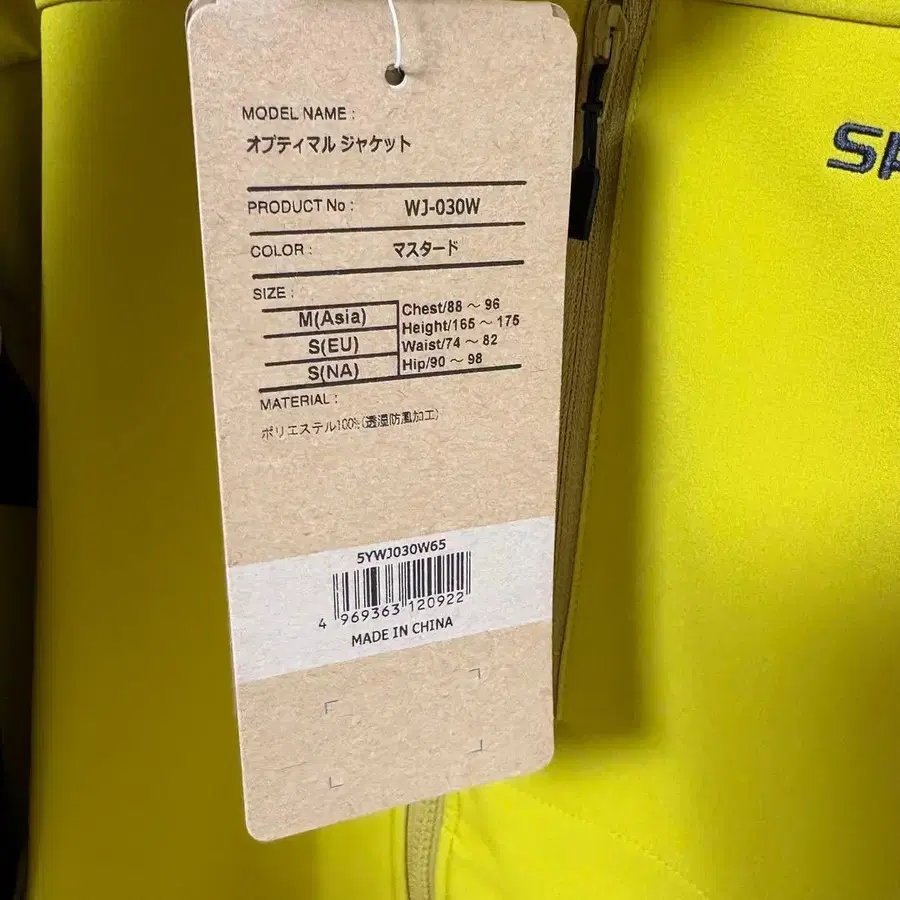 MODEL NAME :
オプティマル ジャケット
PRODUCT No : WJ-030W
COLOR : マスタード
SIZE :
M(Asia)
S(EU)
S(NA)
Chest/88 ～ 96
Height/165 ～ 175
Waist/74 ～ 82
Hip/90 ～ 98
MATERIAL :
ポリエステル100%(透湿防風加工)
5YWJ030W65
4 969363 120922
MADE IN CHINA